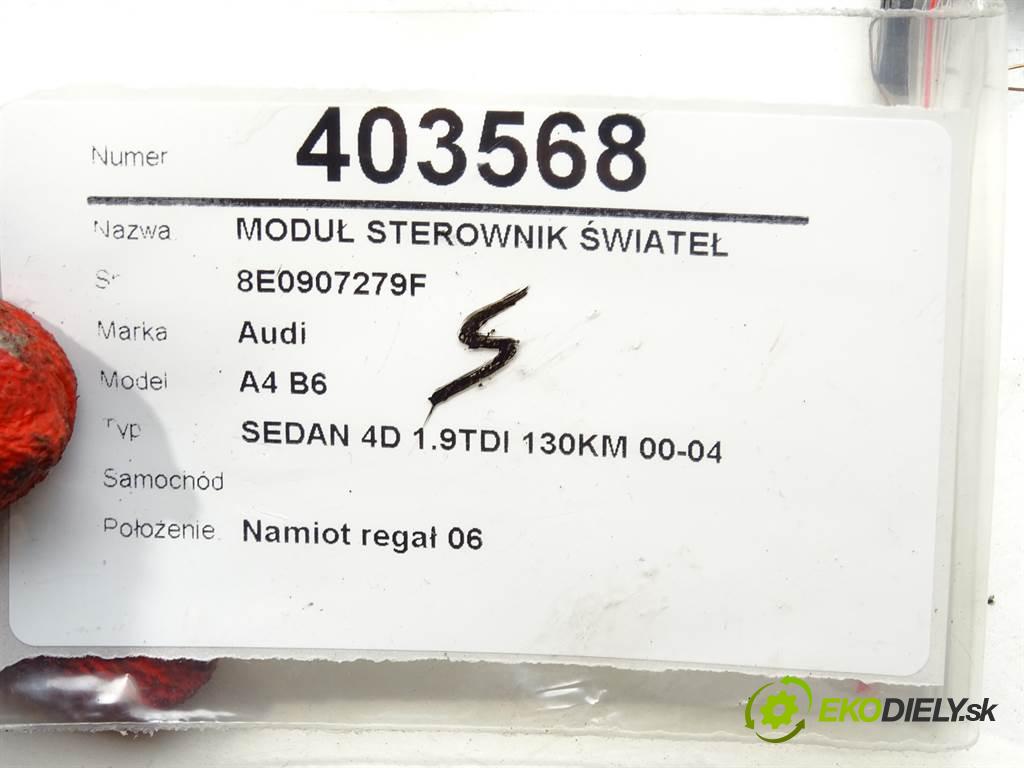 Numer 403568
Nazwa MODUŁ STEROWNIK ŚWIATEŁ
Sr 8E0907279F
Marka Audi
Model A4 B6
Typ SEDAN 4D 1.9TDI 130KM 00-04
Samochód
Położenie Namiot regał 06
S
EKODIELY.sk